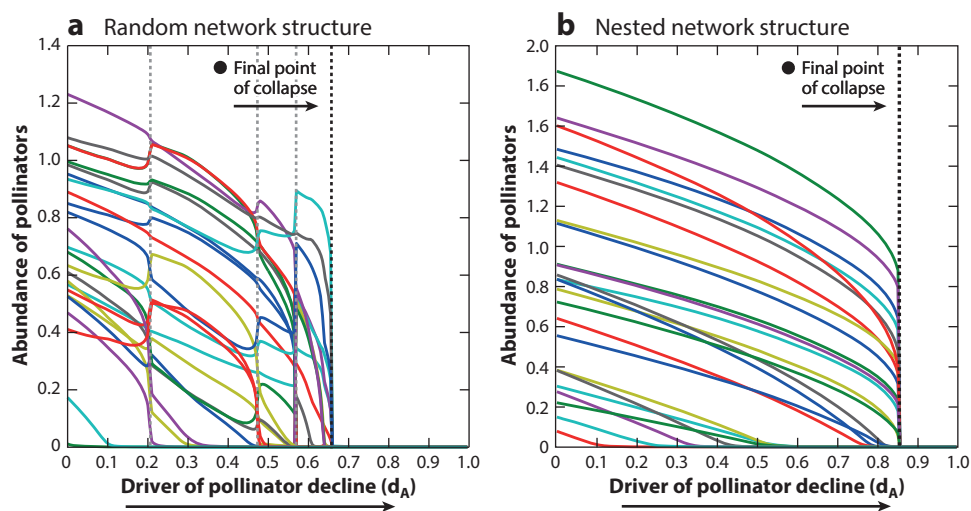 a Random network structure
1.4
1.2
1.0
0.8
0.6
0.4
0.2
0
Abundance of pollinators
Final point
of collapse
0 0.1 0.2 0.3 0.4 0.5 0.6 0.7 0.8 0.9 1.0
Driver of pollinator decline (dA)
b Nested network structure
2.0
1.8
1.6
1.4
1.2
1.0
0.8
0.6
0.4
0.2
0
Abundance of pollinators
Final point
of collapse
0 0.1 0.2 0.3 0.4 0.5 0.6 0.7 0.8 0.9 1.0
Driver of pollinator decline (dA)